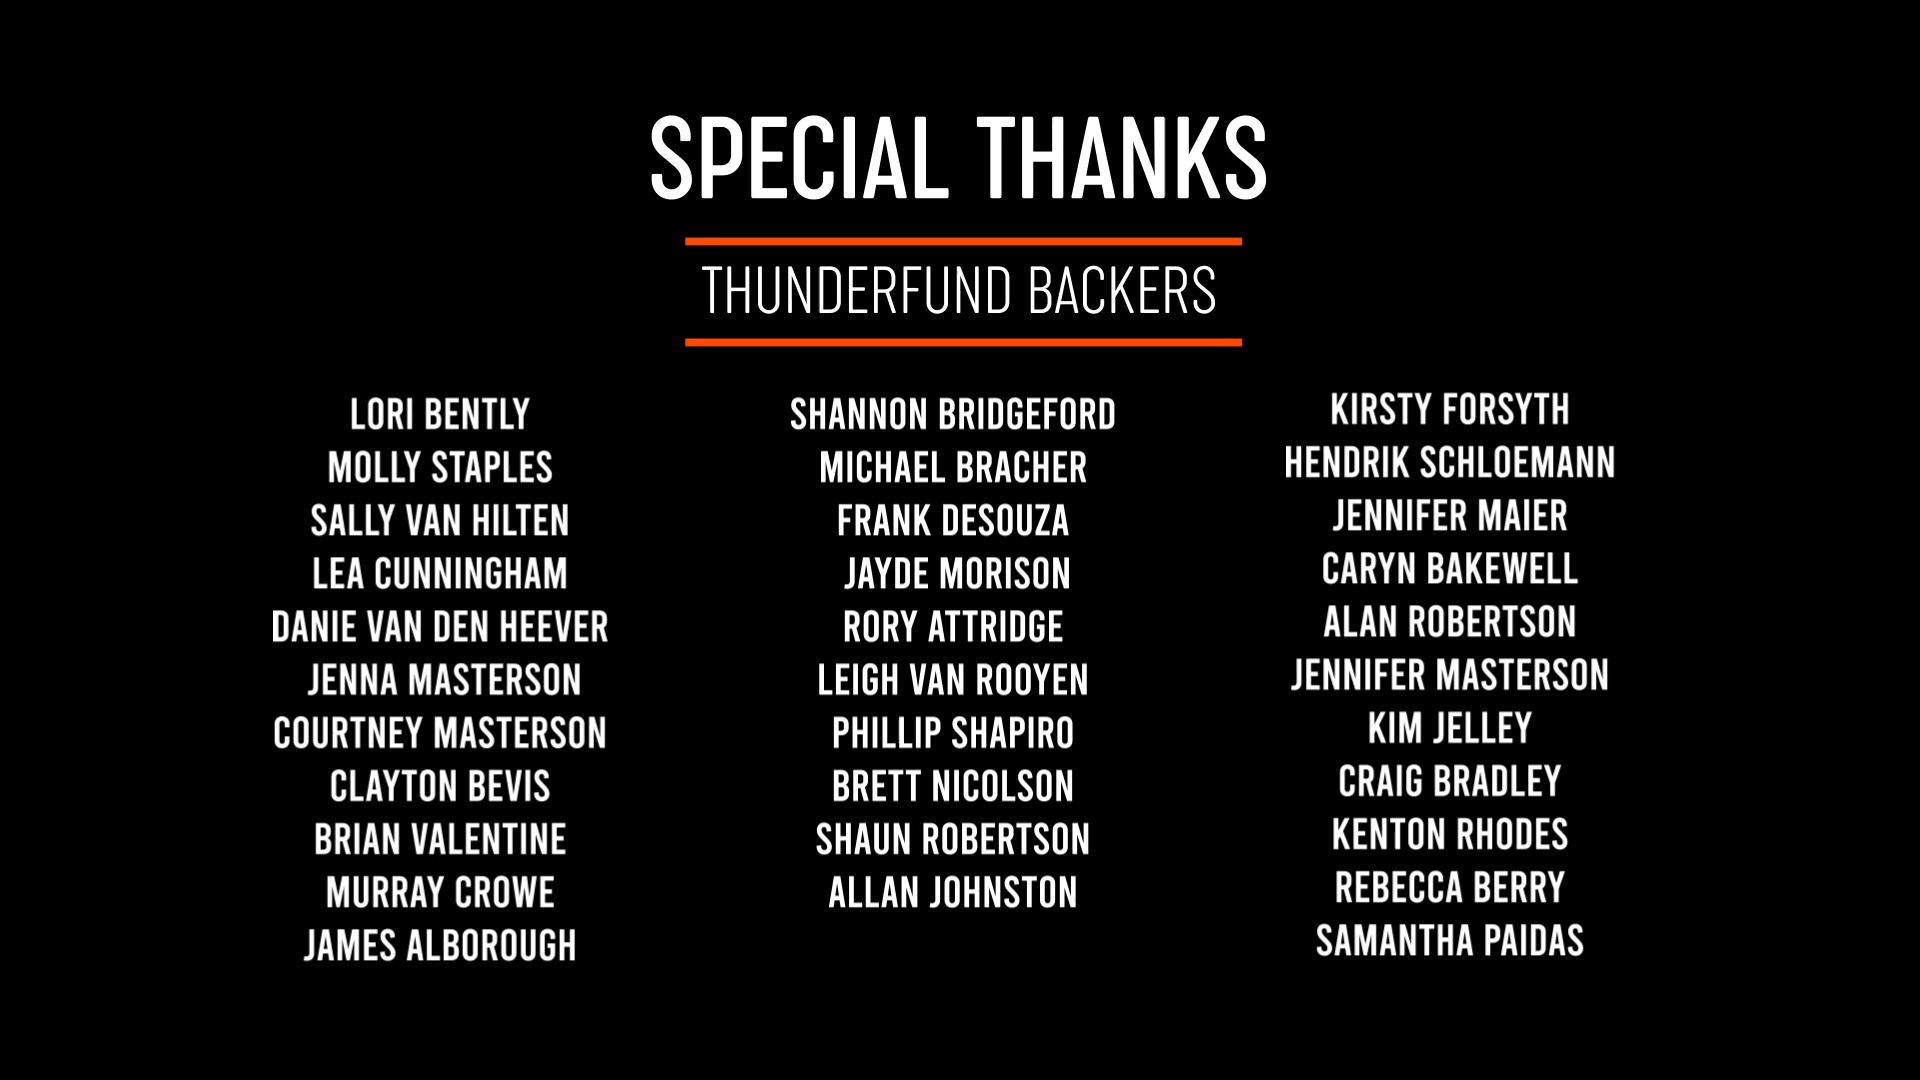 SPECIAL THANKS
THUNDERFUND BACKERS
LORI BENTLY
MOLLY STAPLES
SALLY VAN HILTEN
LEA CUNNINGHAM
DANIE VAN DEN HEEVER
JENNA MASTERSON
COURTNEY MASTERSON
CLAYTON BEVIS
BRIAN VALENTINE
MURRAY CROWE
JAMES ALBOROUGH
SHANNON BRIDGEFORD
MICHAEL BRACHER
FRANK DESOUZA
JAYDE MORISON
RORY ATTRIDGE
LEIGH VAN ROOYEN
PHILLIP SHAPIRO
BRETT NICOLSON
SHAUN ROBERTSON
ALLAN JOHNSTON
KIRSTY FORSYTH
HENDRIK SCHLOEMANN
JENNIFER MAIER
CARYN BAKEWELL
ALAN ROBERTSON
JENNIFER MASTERSON
KIM JELLEY
CRAIG BRADLEY
KENTON RHODES
REBECCA BERRY
SAMANTHA PAIDAS